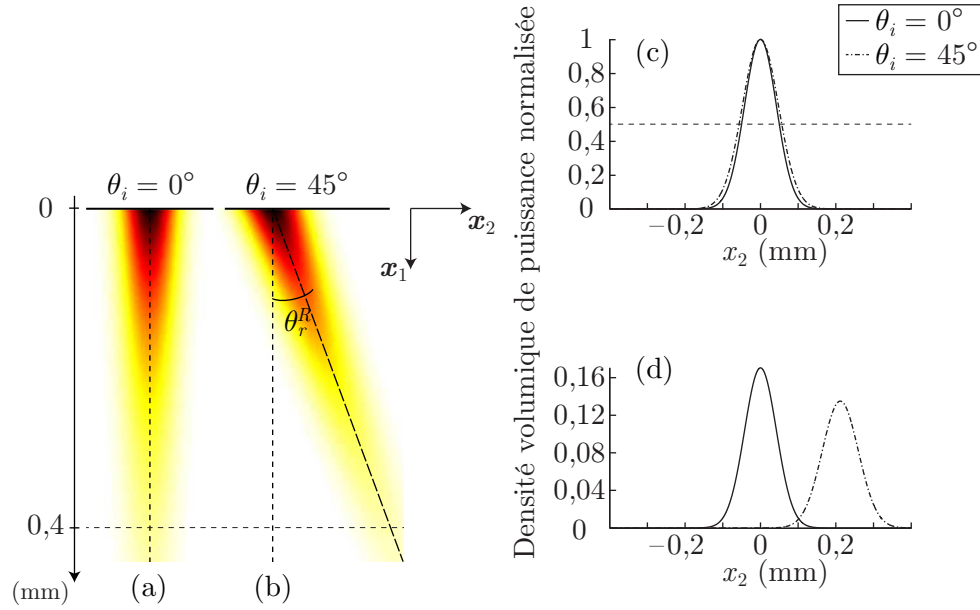 θ_i = 0°
θ_i = 45°
0
x_2
x_1
θ_r^R
0,4
(mm)
(a)
(b)
Densité volumique de puissance normalisée
θ_i = 0°
θ_i = 45°
(c)
1
0,8
0,6
0,4
0,2
0
−0,2
0
0,2
x_2 (mm)
(d)
0,16
0,12
0,08
0,04
0
−0,2
0
0,2
x_2 (mm)